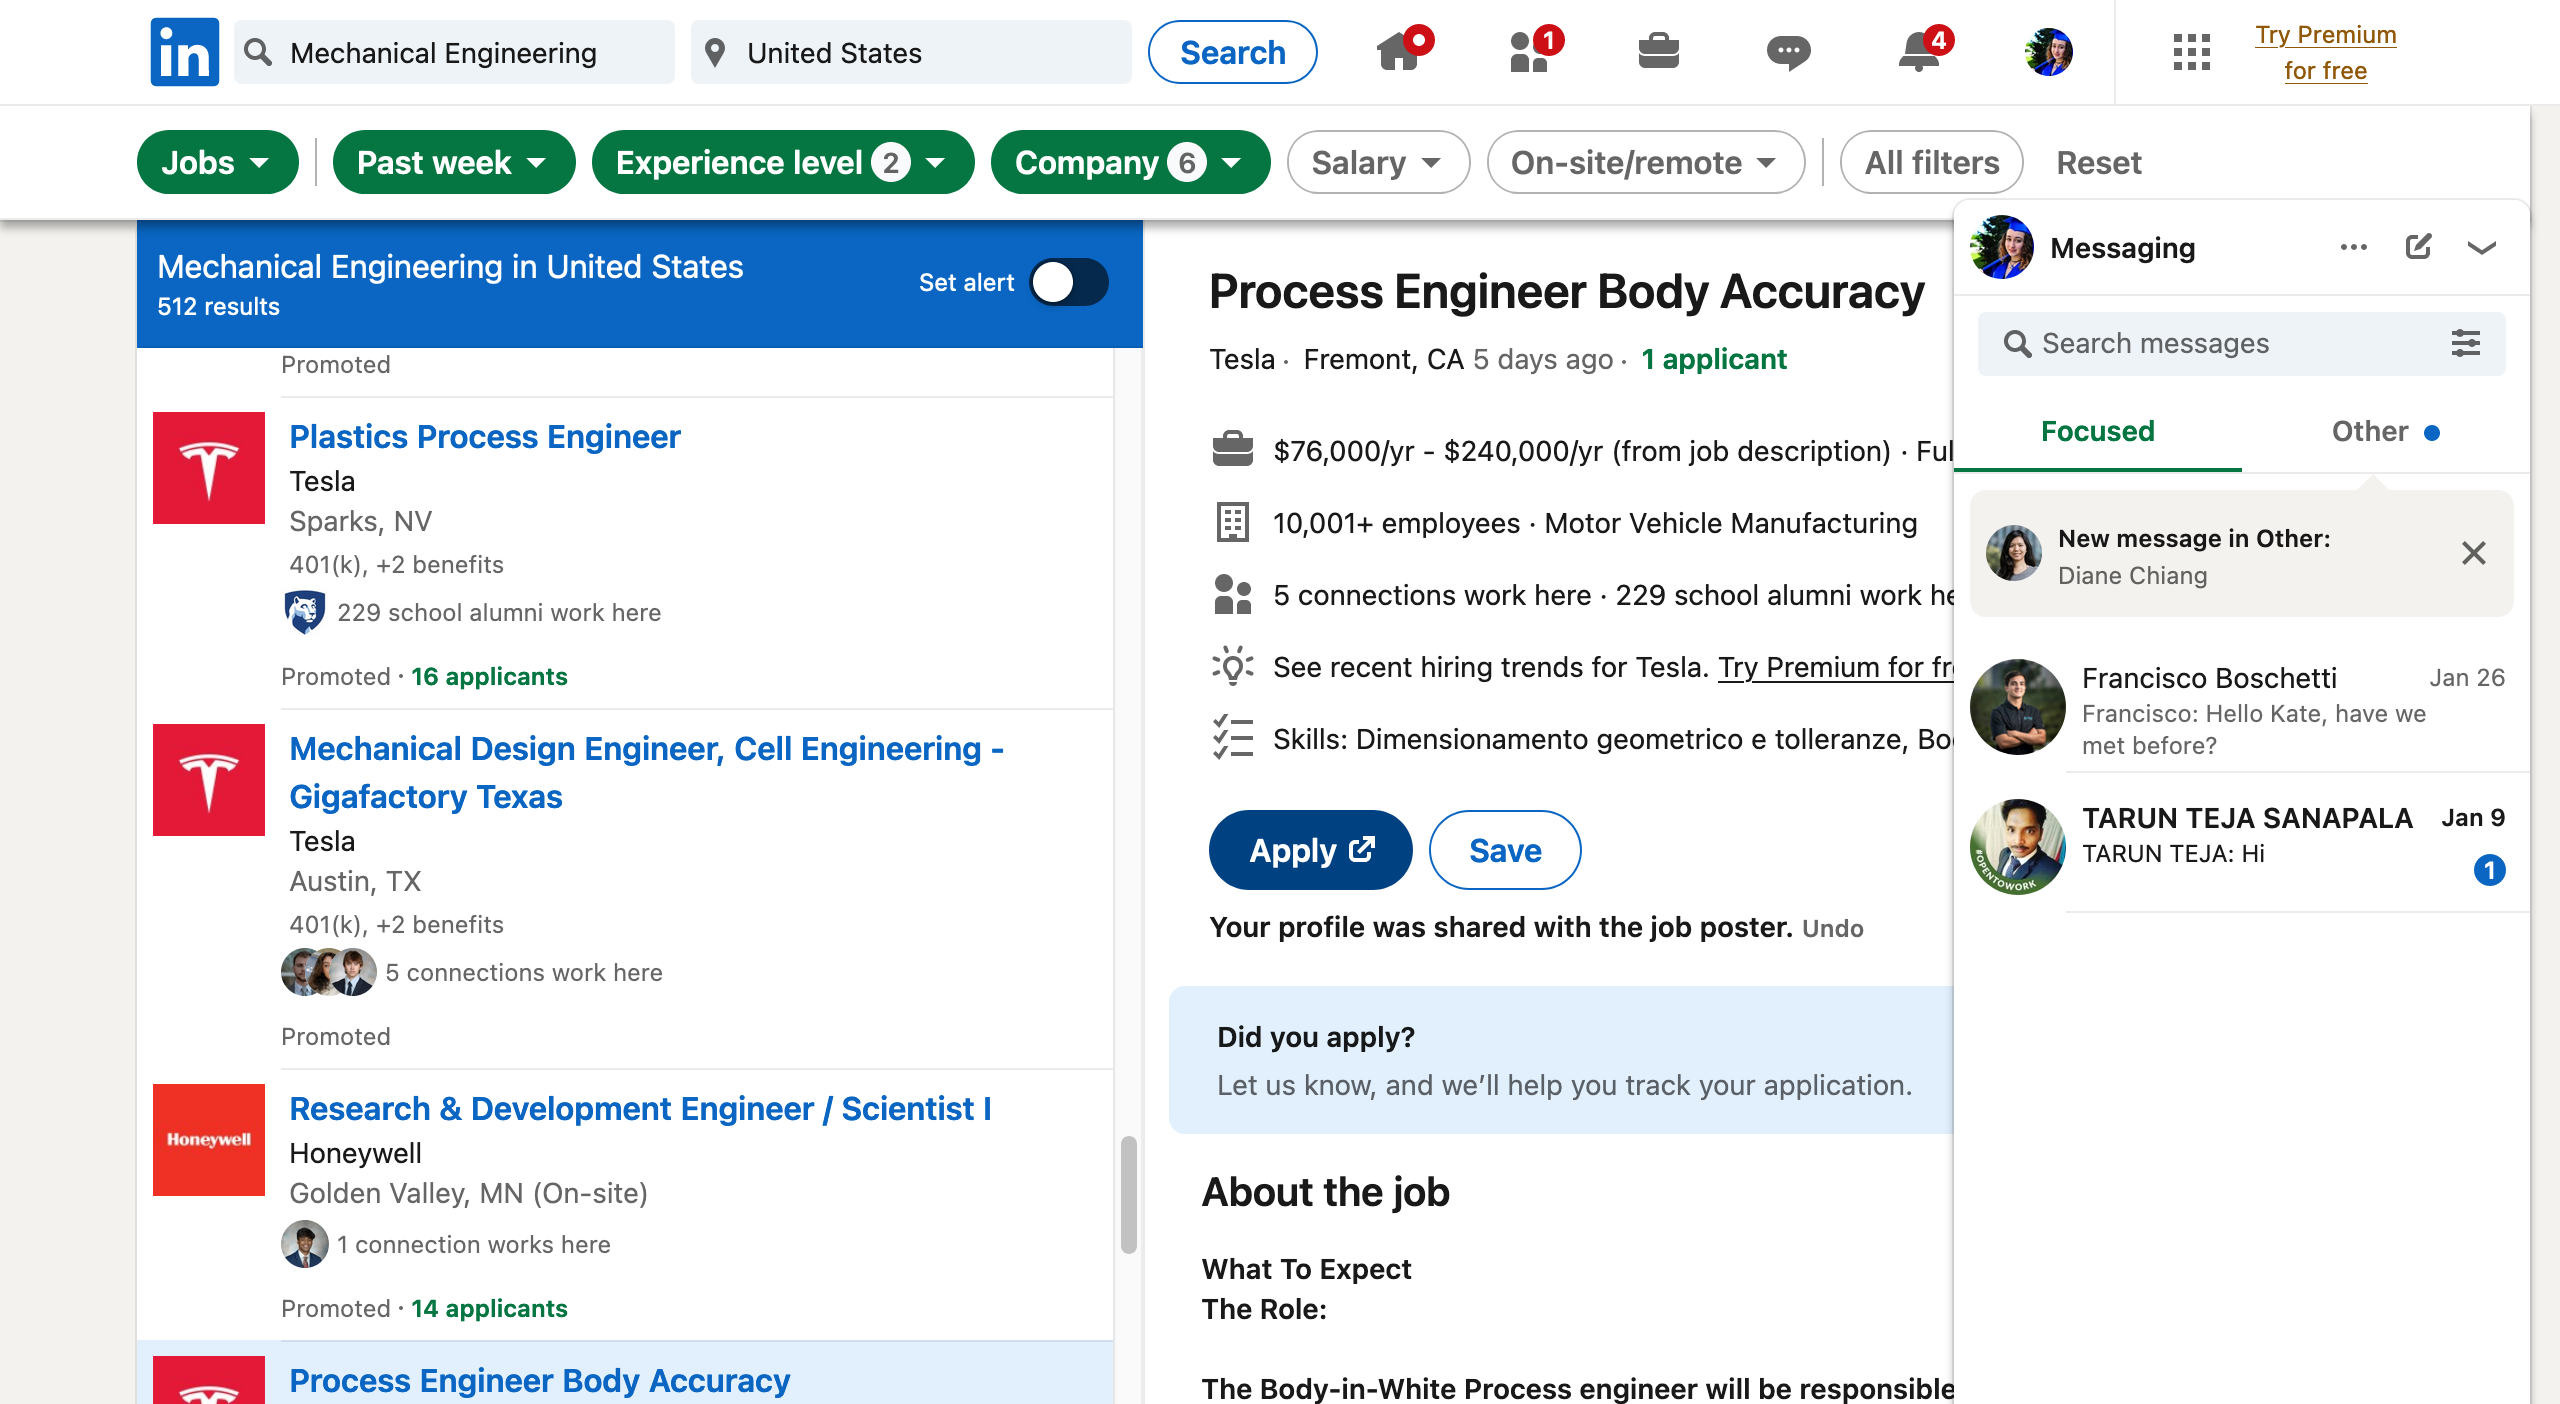 in
Mechanical Engineering
United States
Search
1
4
Try Premium
for free
Jobs
Past week
Experience level 2
Company 6
Salary
On-site/remote
All filters
Reset
Mechanical Engineering in United States
512 results
Set alert
Promoted
Plastics Process Engineer
Tesla
Sparks, NV
401(k), +2 benefits
229 school alumni work here
Promoted · 16 applicants
Mechanical Design Engineer, Cell Engineering -
Gigafactory Texas
Tesla
Austin, TX
401(k), +2 benefits
5 connections work here
Promoted
Honeywell
Research & Development Engineer / Scientist I
Honeywell
Golden Valley, MN (On-site)
1 connection works here
Promoted · 14 applicants
Process Engineer Body Accuracy
Process Engineer Body Accuracy
Tesla · Fremont, CA 5 days ago · 1 applicant
$76,000/yr - $240,000/yr (from job description) · Ful
10,001+ employees · Motor Vehicle Manufacturing
5 connections work here · 229 school alumni work he
See recent hiring trends for Tesla. Try Premium for fr
Skills: Dimensionamento geometrico e tolleranze, Bo
Apply
Save
Your profile was shared with the job poster. Undo
Did you apply?
Let us know, and we’ll help you track your application.
About the job
What To Expect
The Role:
The Body-in-White Process engineer will be responsible
Messaging
Search messages
Focused
Other
New message in Other:
Diane Chiang
Francisco Boschetti
Jan 26
Francisco: Hello Kate, have we
met before?
#OPENTOWORK
TARUN TEJA SANAPALA
Jan 9
TARUN TEJA: Hi
1